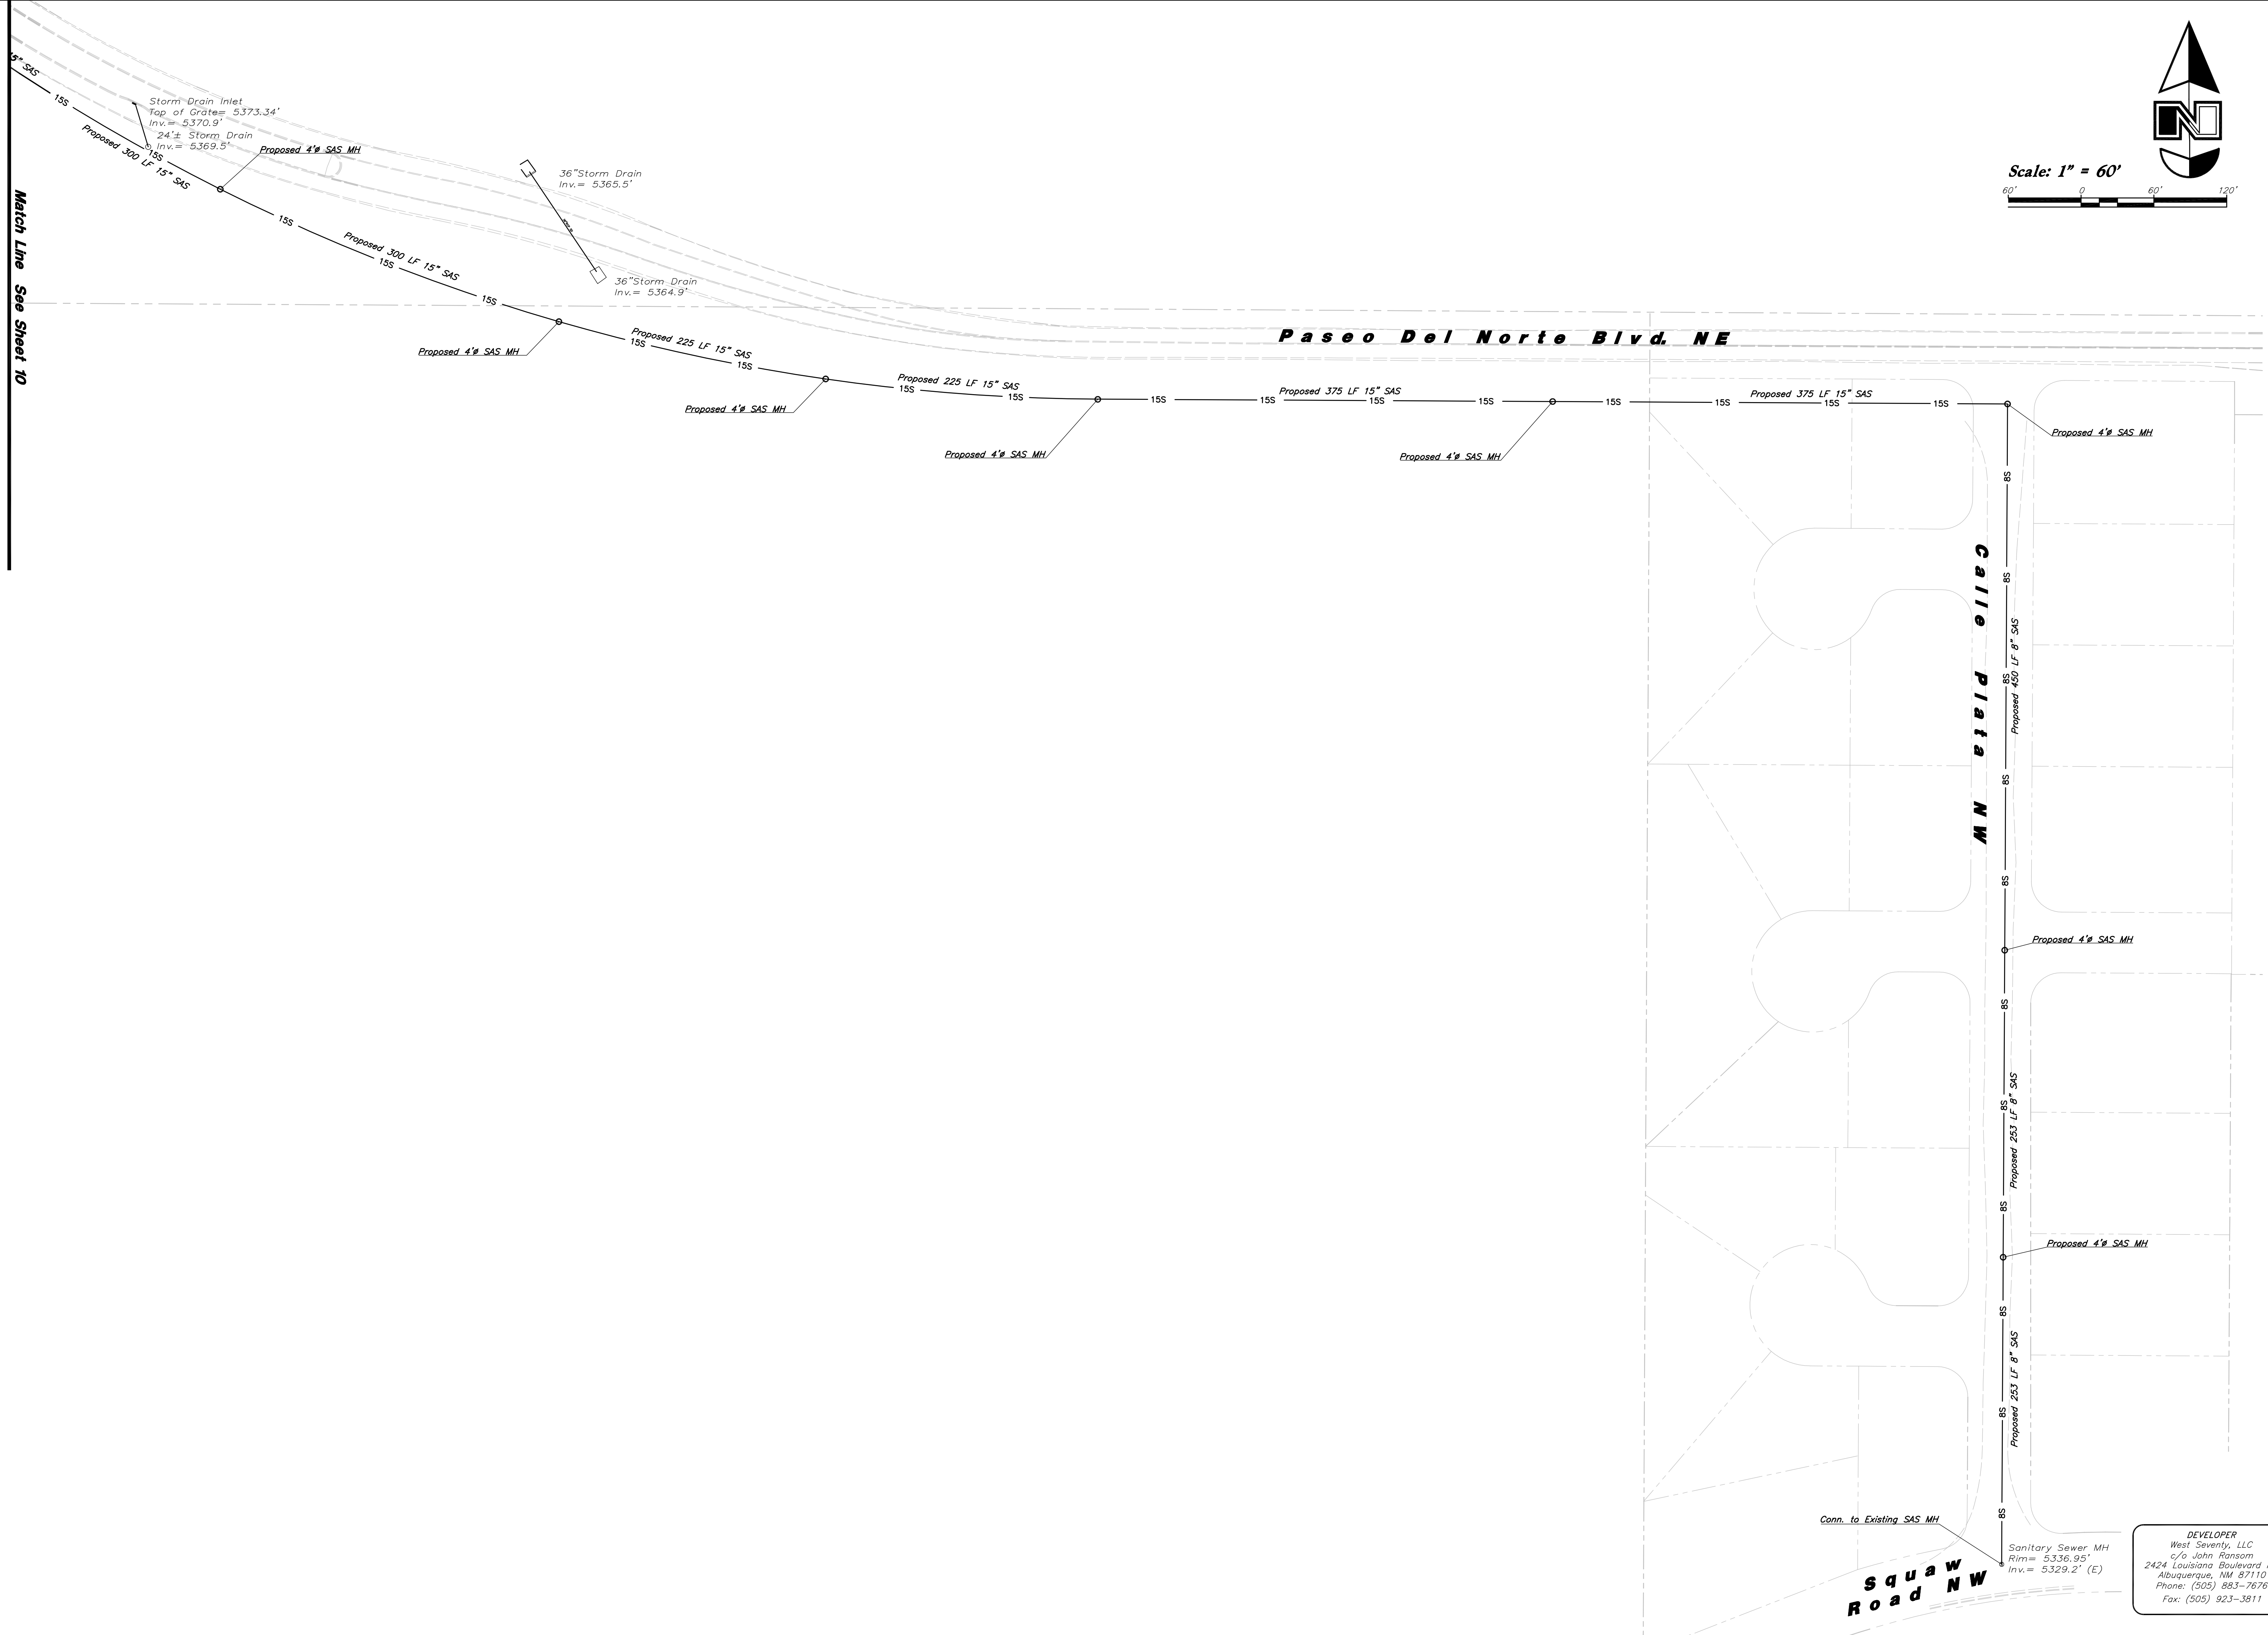 5" SAS
15S
Storm Drain Inlet
Top of Grate= 5373.34'
Inv.= 5370.9'
24'± Storm Drain
Inv.= 5369.5'
15S
Proposed 300 LF 15" SAS
Proposed 4'ø SAS MH
Match Line See Sheet 10
15S
Proposed 300 LF 15" SAS
15S
15S
36"Storm Drain
Inv.= 5365.5'
36"Storm Drain
Inv.= 5364.9'
Proposed 4'ø SAS MH
Proposed 225 LF 15" SAS
15S
15S
Proposed 4'ø SAS MH
Proposed 225 LF 15" SAS
15S
15S
Proposed 4'ø SAS MH
Paseo Del Norte Blvd. NE
Proposed 375 LF 15" SAS
15S
15S
15S
15S
Proposed 4'ø SAS MH
Proposed 375 LF 15" SAS
15S
15S
15S
15S
Proposed 4'ø SAS MH
N
Scale: 1" = 60'
60' 0 60' 120'
8S
8S
Calle Plata NW
Proposed 450 LF 8" SAS
8S
8S
8S
Proposed 4'ø SAS MH
8S
8S
Proposed 253 LF 8" SAS
8S
Proposed 4'ø SAS MH
8S
Proposed 253 LF 8" SAS
8S
8S
Conn. to Existing SAS MH
Sanitary Sewer MH
Rim= 5336.95'
Inv.= 5329.2' (E)
Squaw
Road NW
DEVELOPER
West Seventy, LLC
c/o John Ransom
2424 Louisiana Boulevard
Albuquerque, NM 87110
Phone: (505) 883-7676
Fax: (505) 923-3811